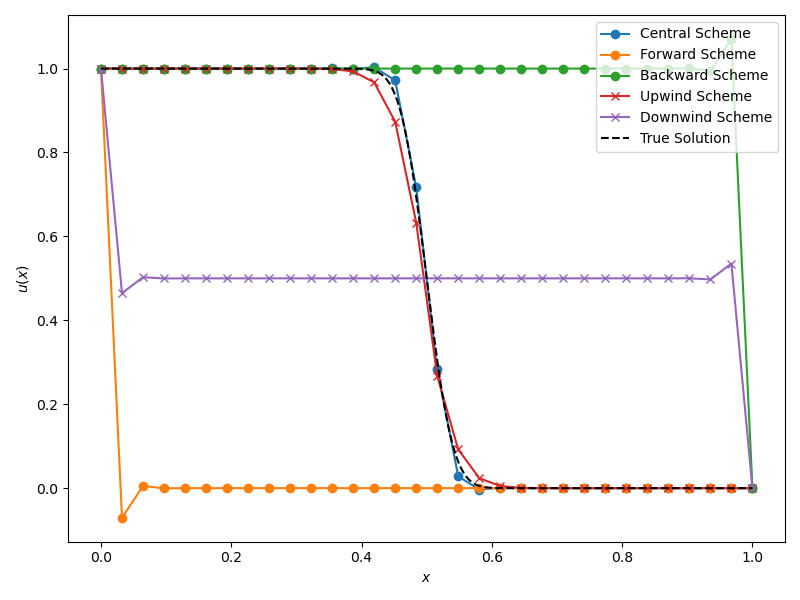 Central Scheme
Forward Scheme
Backward Scheme
Upwind Scheme
Downwind Scheme
True Solution
1.0
0.8
0.6
0.4
0.2
0.0
u(x)
0.0 0.2 0.4 0.6 0.8 1.0
x